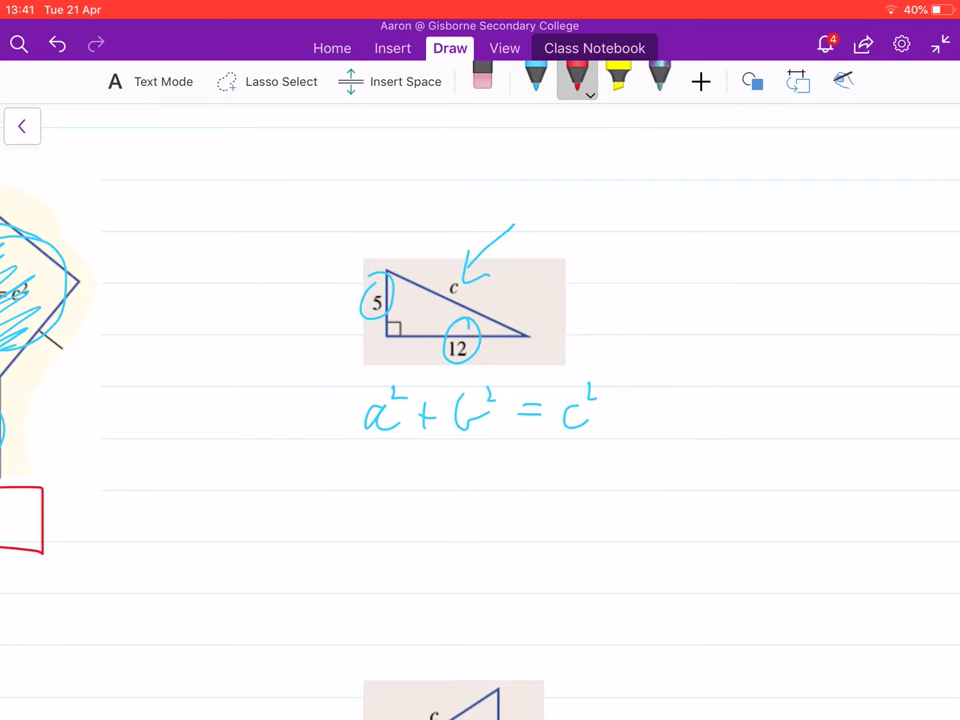 13:41 Tue 21 Apr 40%
Aaron @ Gisborne Secondary College
Home Insert Draw View Class Notebook
4
A Text Mode Lasso Select Insert Space
= c²
c
5
12
a² + b² = c²
c